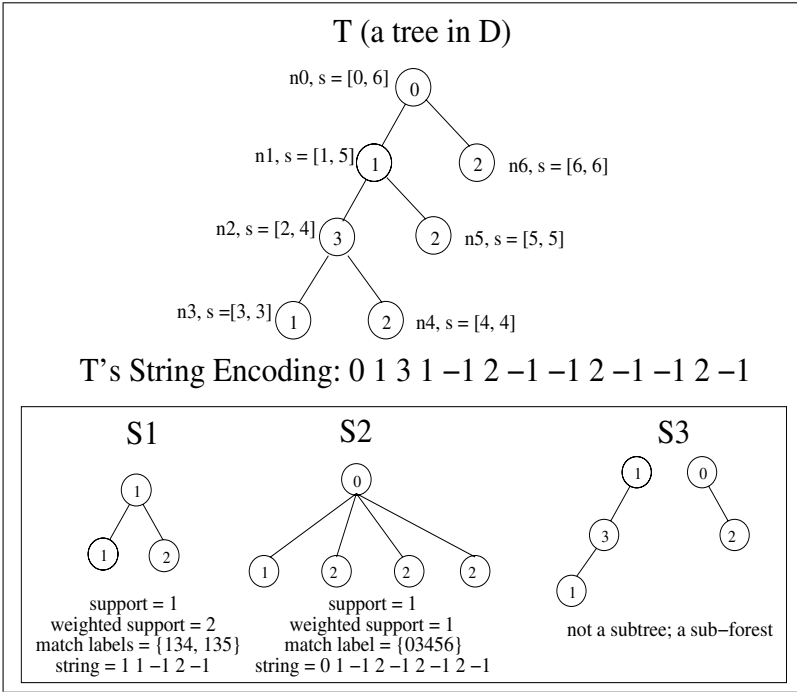 T (a tree in D)
n0, s = [0, 6]
0
n1, s = [1, 5]
1
2
n6, s = [6, 6]
n2, s = [2, 4]
3
2
n5, s = [5, 5]
n3, s =[3, 3]
1
2
n4, s = [4, 4]
T's String Encoding: 0 1 3 1 −1 2 −1 −1 2 −1 −1 2 −1
S1
1
1
2
support = 1
weighted support = 2
match labels = {134, 135}
string = 1 1 −1 2 −1
S2
0
1
2
2
2
support = 1
weighted support = 1
match label = {03456}
string = 0 1 −1 2 −1 2 −1 2 −1
S3
1
0
3
2
1
not a subtree; a sub−forest